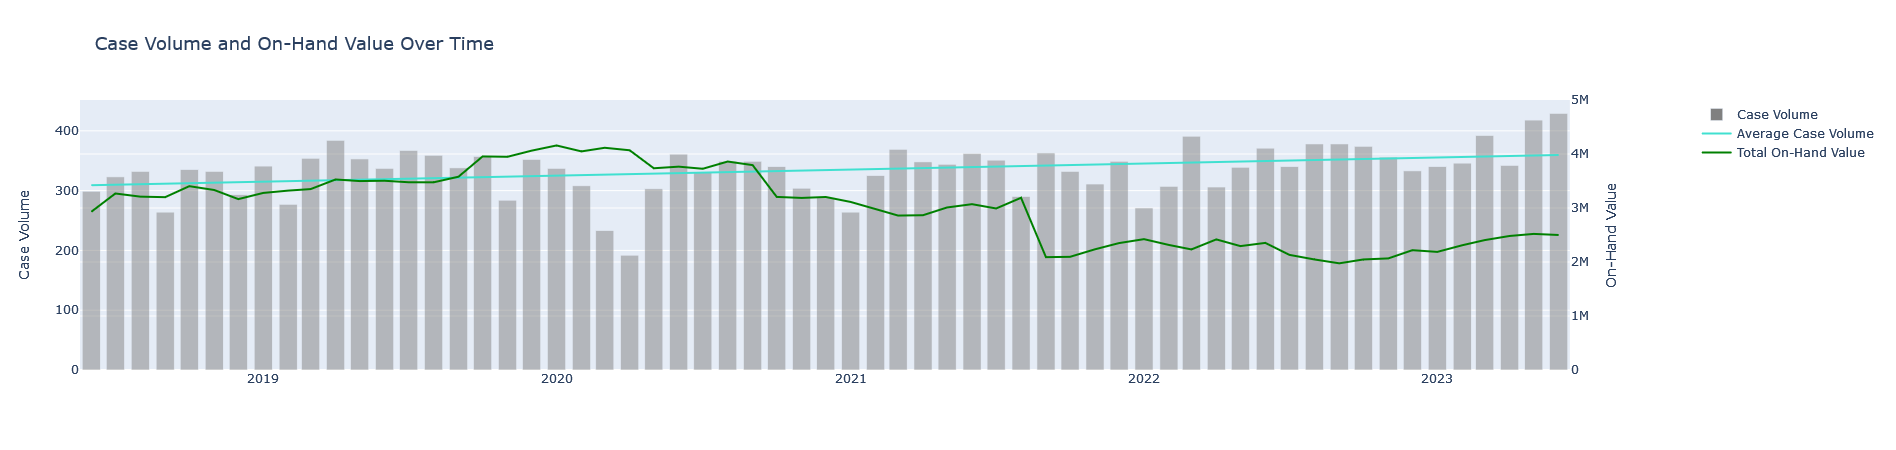 Case Volume and On-Hand Value Over Time
Case Volume
400
300
200
100
0
2019
2020
2021
2022
2023
5M
4M
3M
2M
1M
0
On-Hand Value
Case Volume
Average Case Volume
Total On-Hand Value